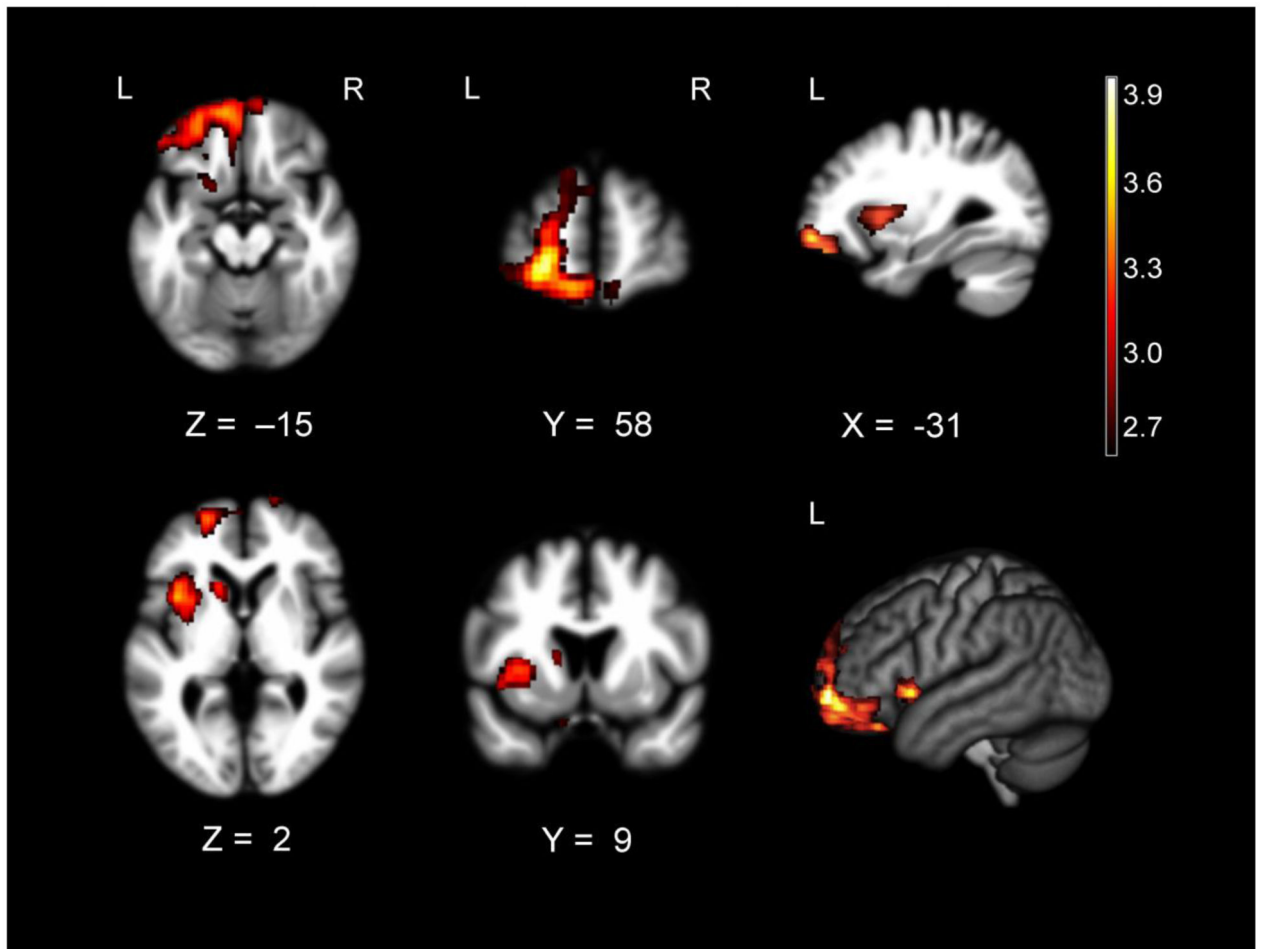 L R L R L
3.9
3.6
3.3
3.0
2.7
Z = –15 Y = 58 X = -31
L
Z = 2 Y = 9